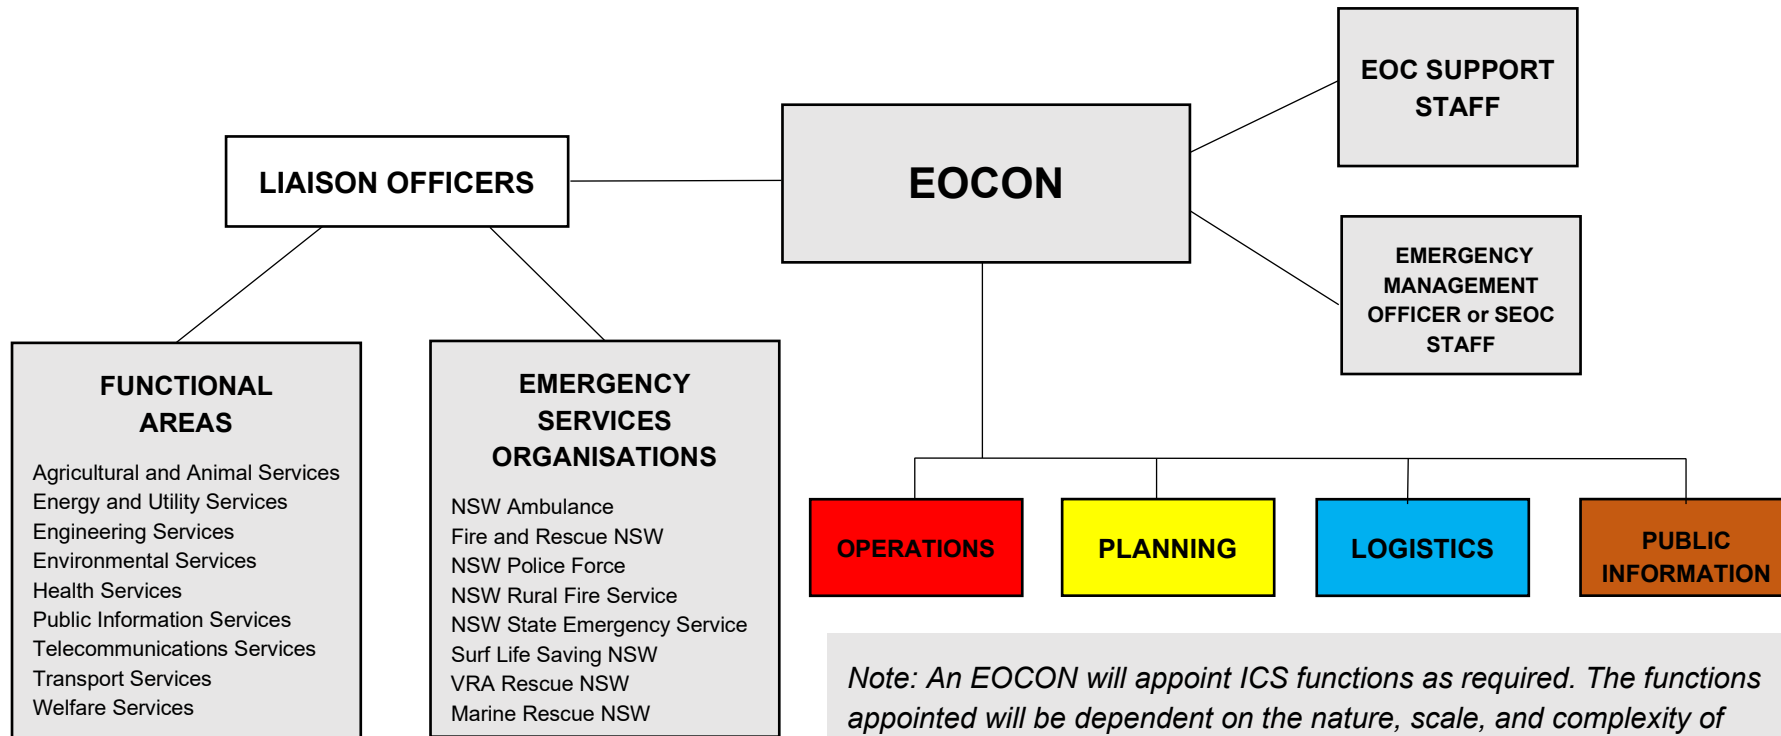 EOC SUPPORT
STAFF
EOCON
LIAISON OFFICERS
EMERGENCY
MANAGEMENT
OFFICER or SEOC
STAFF
FUNCTIONAL
AREAS
Agricultural and Animal Services
Energy and Utility Services
Engineering Services
Environmental Services
Health Services
Public Information Services
Telecommunications Services
Transport Services
Welfare Services
EMERGENCY
SERVICES
ORGANISATIONS
NSW Ambulance
Fire and Rescue NSW
NSW Police Force
NSW Rural Fire Service
NSW State Emergency Service
Surf Life Saving NSW
VRA Rescue NSW
Marine Rescue NSW
OPERATIONS
PLANNING
LOGISTICS
PUBLIC
INFORMATION
Note: An EOCON will appoint ICS functions as required. The functions
appointed will be dependent on the nature, scale, and complexity of